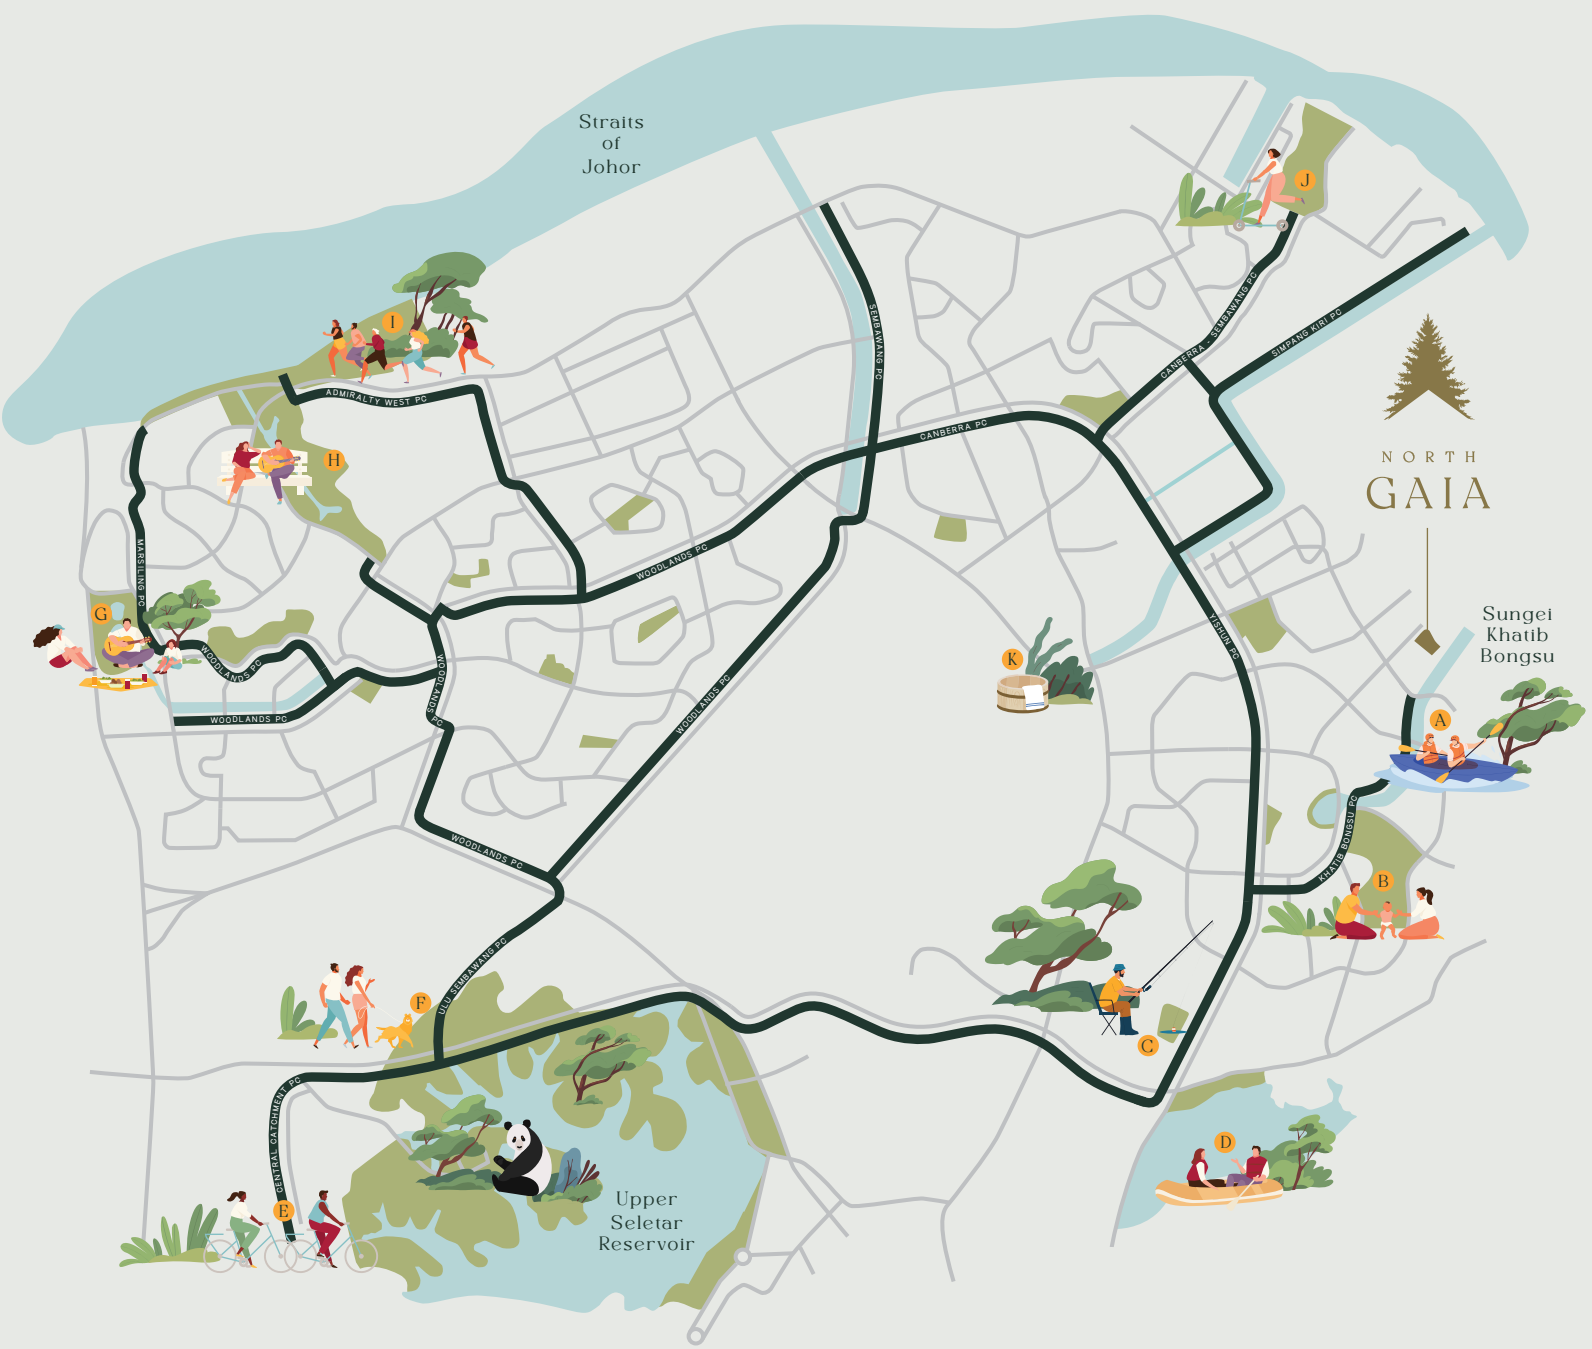 Straits
of
Johor
J
I
ADMIRALTY WEST PC
SEMBAWANG PC
CANBERRA - SEMBAWANG PC
SIMPANG KIRI PC
H
CANBERRA PC
NORTH
GAIA
MARSILING PC
WOODLANDS PC
G
WOODLANDS PC
WOODLANDS PC
WOODLANDS PC
WOODLANDS PC
K
YISHUN PC
Sungei
Khatib
Bongsu
A
WOODLANDS PC
KHATIB BONGSU PC
B
ULU SEMBAWANG PC
F
C
CENTRAL CATCHMENT PC
D
E
Upper
Seletar
Reservoir